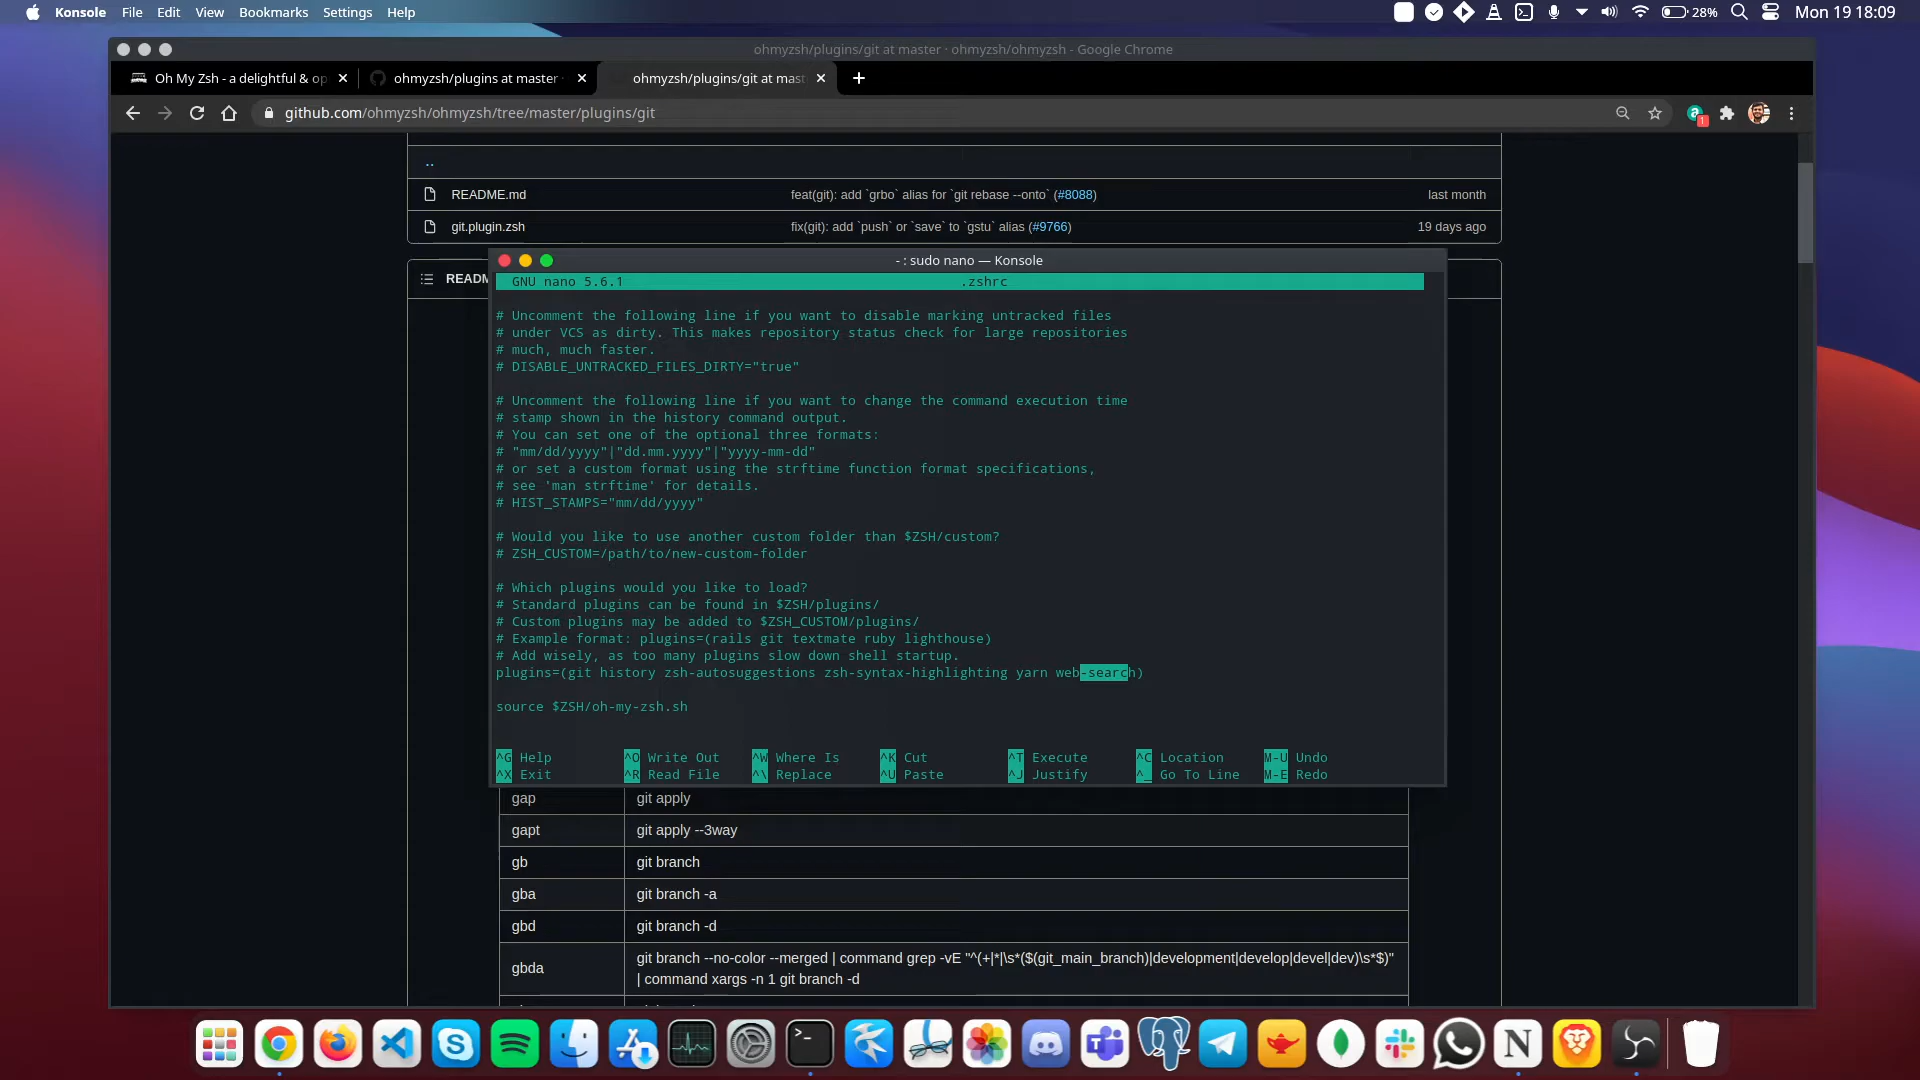 Konsole File Edit View Bookmarks Settings Help
28% Mon 19 18:09
ohmyzsh/plugins/git at master · ohmyzsh/ohmyzsh - Google Chrome
Oh My Zsh - a delightful & op
ohmyzsh/plugins at master ·
ohmyzsh/plugins/git at mast
github.com/ohmyzsh/ohmyzsh/tree/master/plugins/git
1
..
README.md feat(git): add `grbo` alias for `git rebase --onto` (#8088) last month
git.plugin.zsh fix(git): add `push` or `save` to `gstu` alias (#9766) 19 days ago
READM
~ : sudo nano — Konsole
GNU nano 5.6.1 .zshrc
# Uncomment the following line if you want to disable marking untracked files
# under VCS as dirty. This makes repository status check for large repositories
# much, much faster.
# DISABLE_UNTRACKED_FILES_DIRTY="true"
# Uncomment the following line if you want to change the command execution time
# stamp shown in the history command output.
# You can set one of the optional three formats:
# "mm/dd/yyyy"|"dd.mm.yyyy"|"yyyy-mm-dd"
# or set a custom format using the strftime function format specifications,
# see 'man strftime' for details.
# HIST_STAMPS="mm/dd/yyyy"
# Would you like to use another custom folder than $ZSH/custom?
# ZSH_CUSTOM=/path/to/new-custom-folder
# Which plugins would you like to load?
# Standard plugins can be found in $ZSH/plugins/
# Custom plugins may be added to $ZSH_CUSTOM/plugins/
# Example format: plugins=(rails git textmate ruby lighthouse)
# Add wisely, as too many plugins slow down shell startup.
plugins=(git history zsh-autosuggestions zsh-syntax-highlighting yarn web-search)
source $ZSH/oh-my-zsh.sh
^G Help ^O Write Out ^W Where Is ^K Cut ^T Execute ^C Location M-U Undo
^X Exit ^R Read File ^\ Replace ^U Paste ^J Justify ^_ Go To Line M-E Redo
gap git apply
gapt git apply --3way
gb git branch
gba git branch -a
gbd git branch -d
gbda git branch --no-color --merged | command grep -vE "^(+|*|\s*($(git_main_branch)|development|develop|devel|dev)\s*$)"
| command xargs -n 1 git branch -d